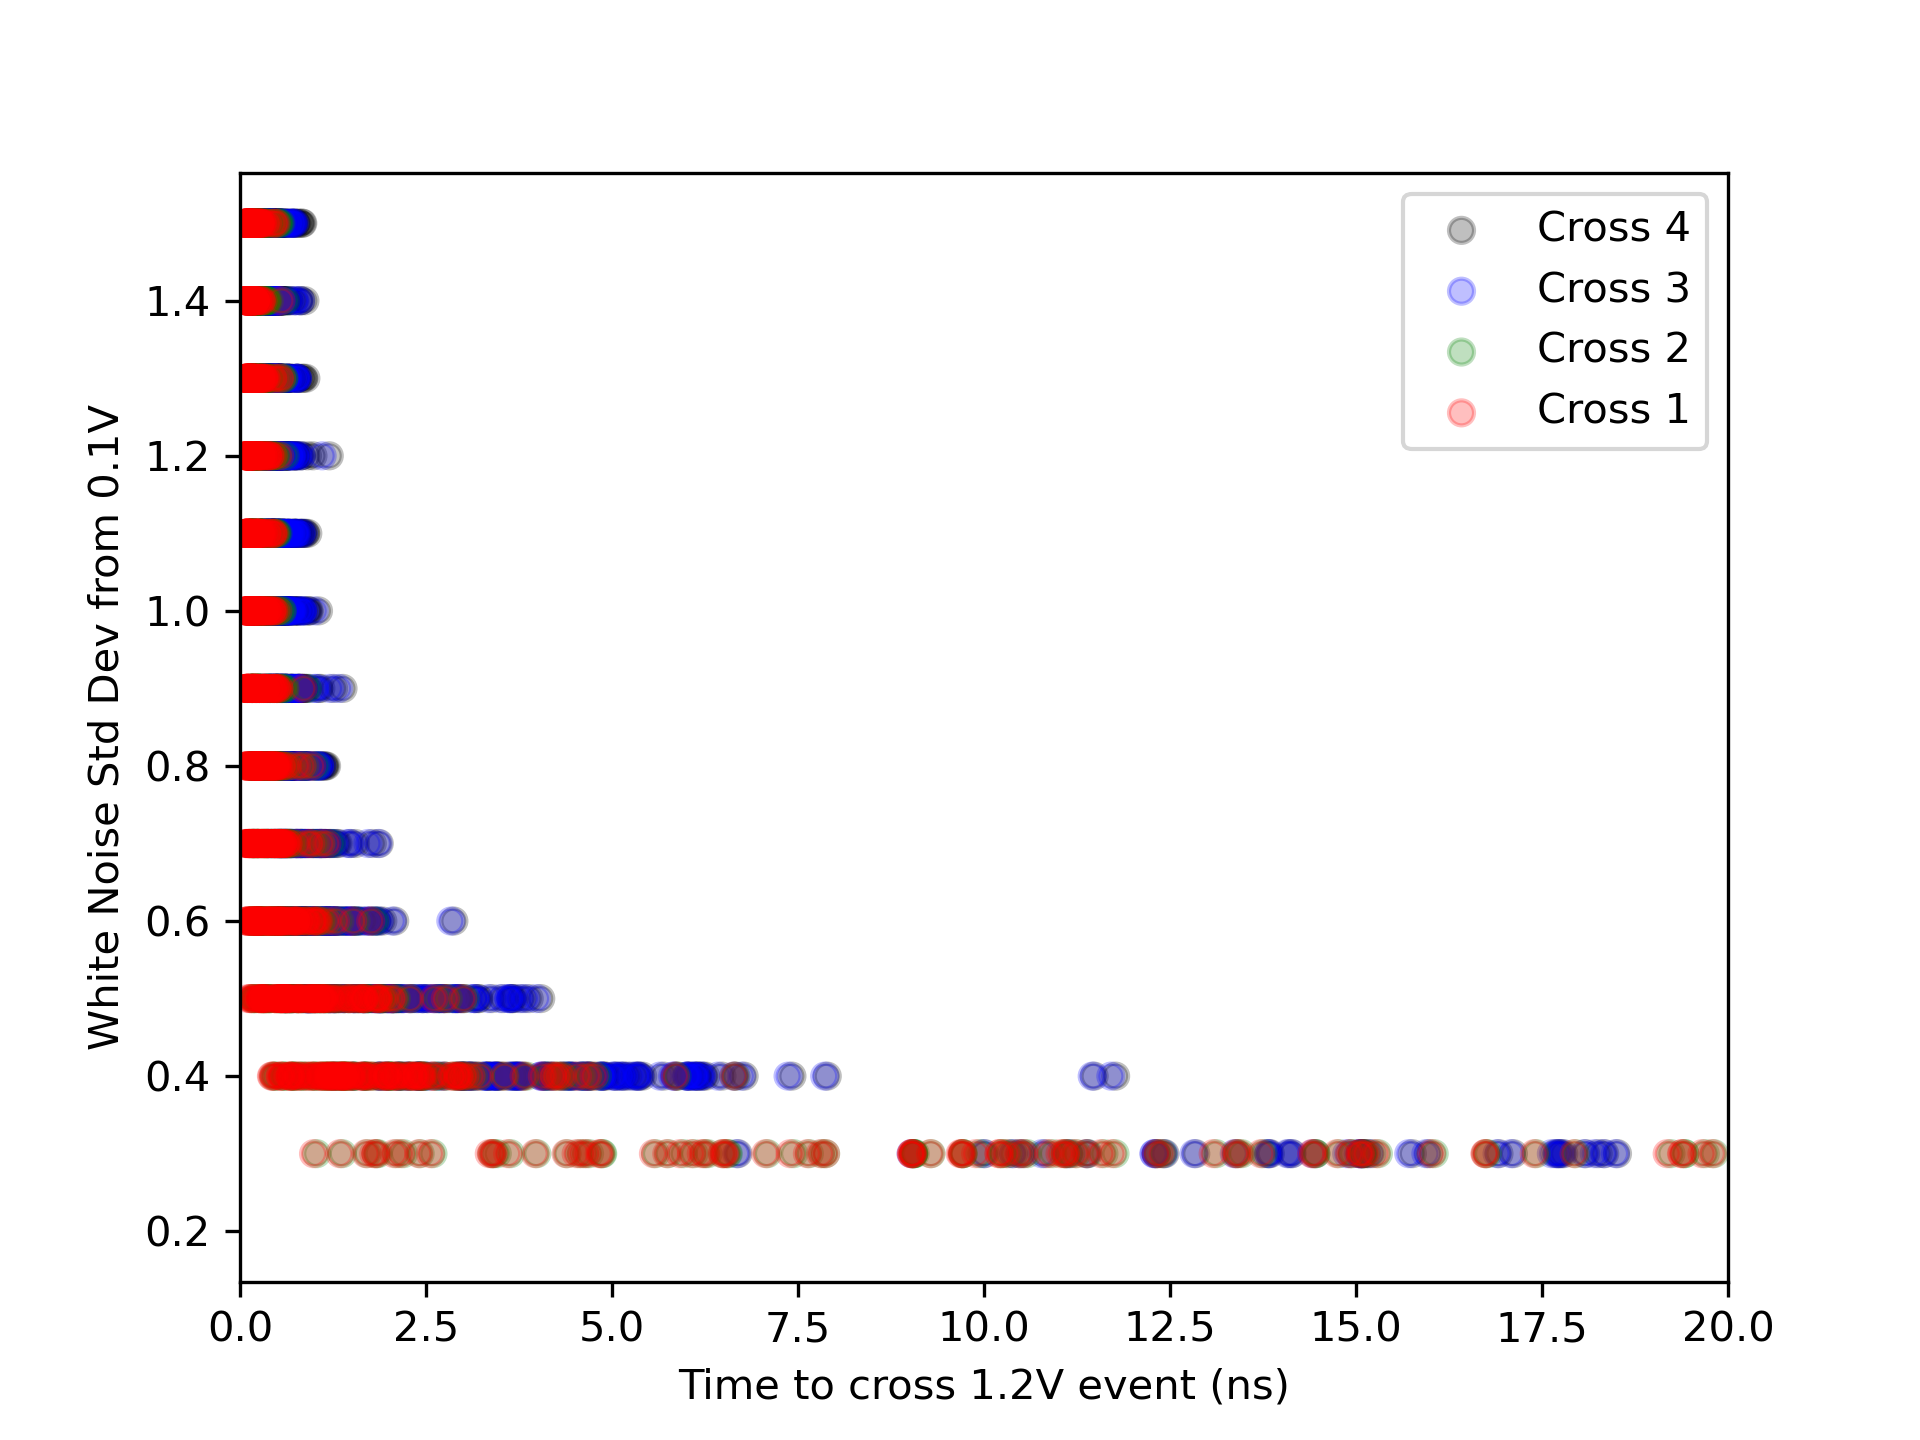 Cross 4
Cross 3
Cross 2
Cross 1
White Noise Std Dev from 0.1V
1.4
1.2
1.0
0.8
0.6
0.4
0.2
0.0 2.5 5.0 7.5 10.0 12.5 15.0 17.5 20.0
Time to cross 1.2V event (ns)